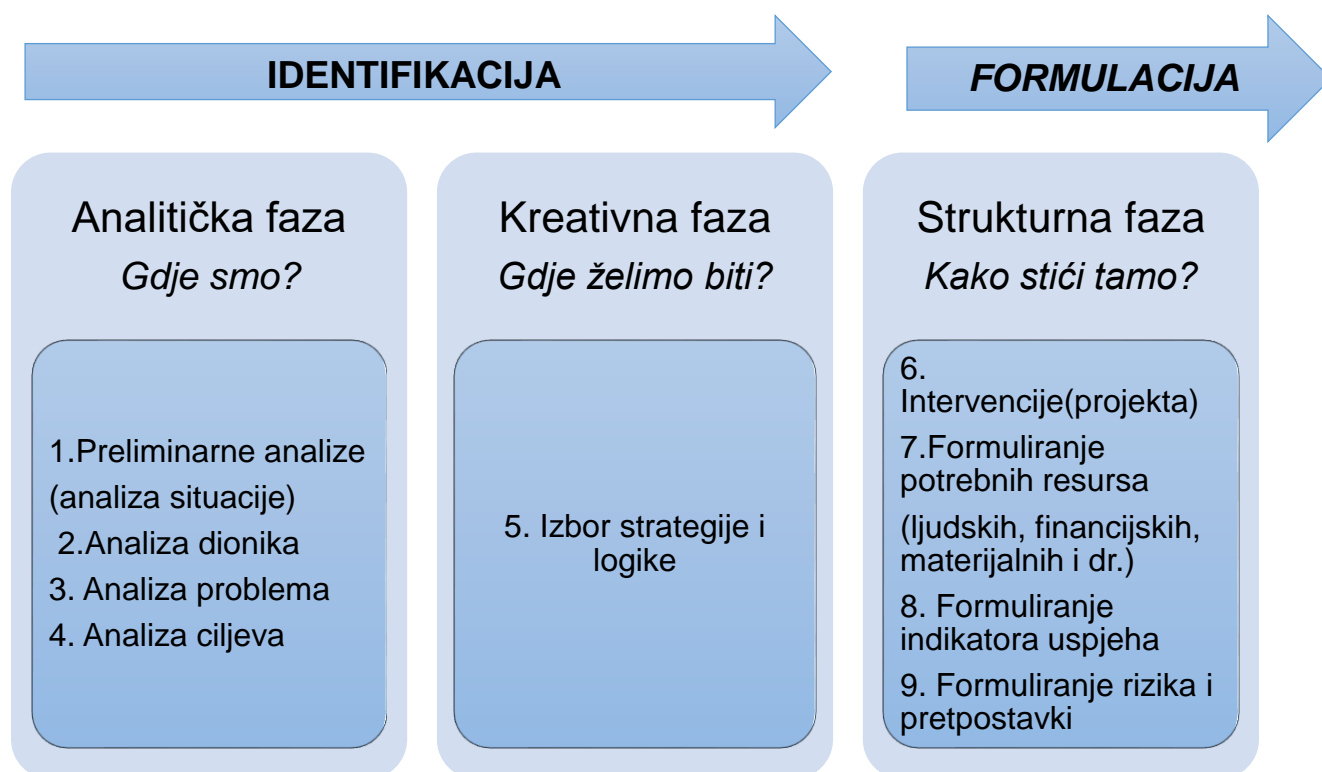 IDENTIFIKACIJA
FORMULACIJA
Analitička faza
Gdje smo?
1.Preliminarne analize
(analiza situacije)
2.Analiza dionika
3. Analiza problema
4. Analiza ciljeva
Kreativna faza
Gdje želimo biti?
5. Izbor strategije i
logike
Strukturna faza
Kako stići tamo?
6.
Intervencije(projekta)
7.Formuliranje
potrebnih resursa
(ljudskih, financijskih,
materijalnih i dr.)
8. Formuliranje
indikatora uspjeha
9. Formuliranje rizika i
pretpostavki